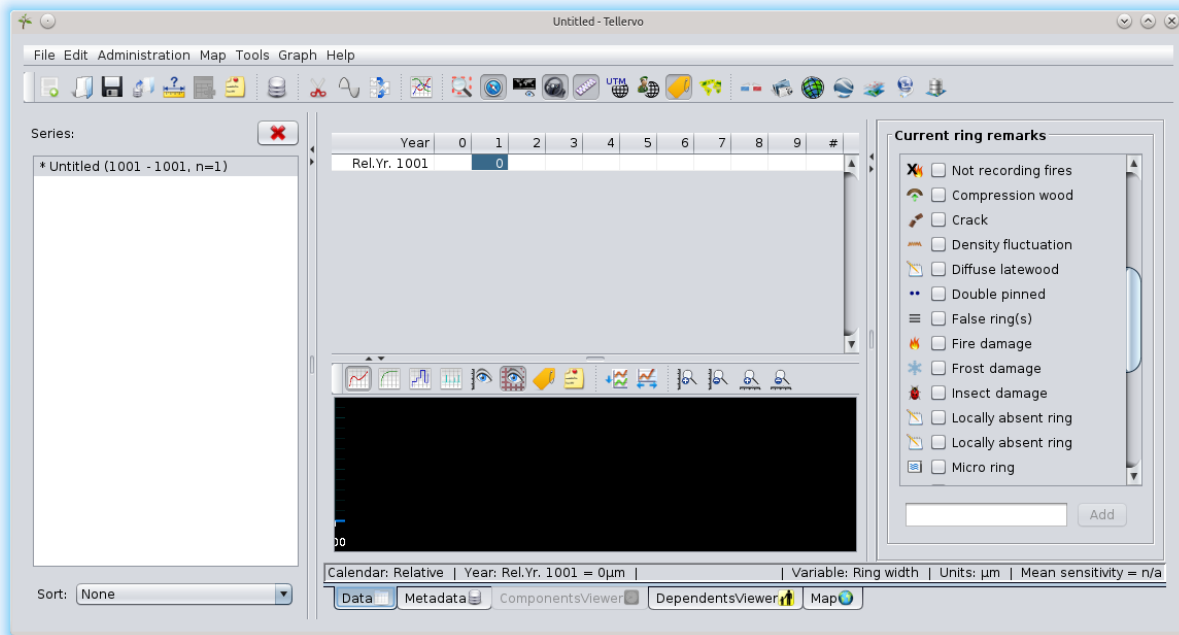 Untitled - Tellervo
File Edit Administration Map Tools Graph Help
UTM
Series:
* Untitled (1001 - 1001, n=1)
Sort: None
Year 0 1 2 3 4 5 6 7 8 9 #
Rel.Yr. 1001 0
00
Calendar: Relative | Year: Rel.Yr. 1001 = 0µm | | Variable: Ring width | Units: µm | Mean sensitivity = n/a
Data Metadata ComponentsViewer DependentsViewer Map
Current ring remarks
Not recording fires
Compression wood
Crack
Density fluctuation
Diffuse latewood
Double pinned
False ring(s)
Fire damage
Frost damage
Insect damage
Locally absent ring
Locally absent ring
Micro ring
Add